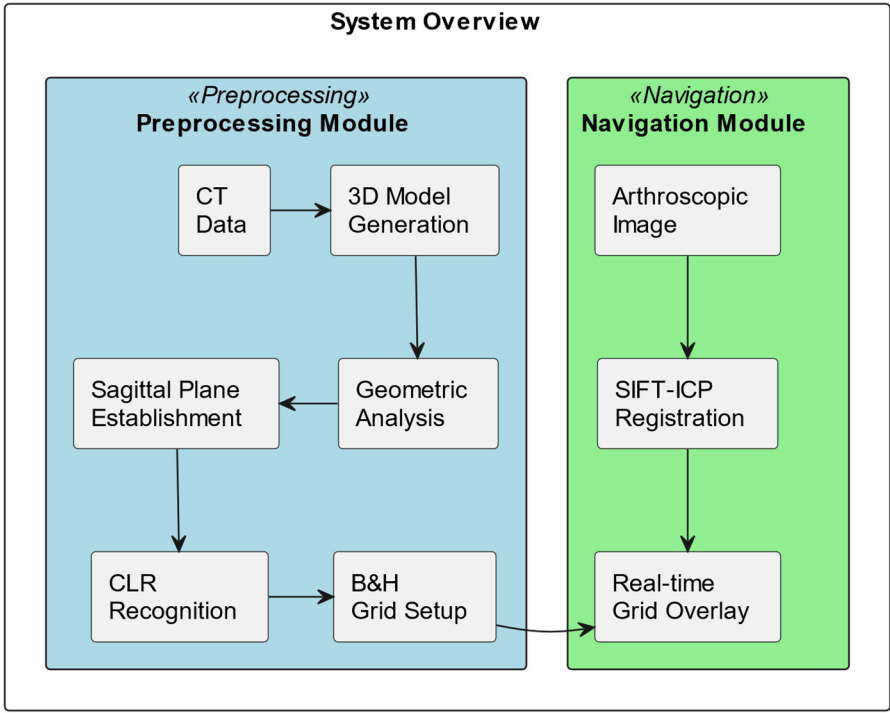 System Overview
«Preprocessing»
Preprocessing Module
CT
Data
3D Model
Generation
Sagittal Plane
Establishment
Geometric
Analysis
CLR
Recognition
B&H
Grid Setup
«Navigation»
Navigation Module
Arthroscopic
Image
SIFT-ICP
Registration
Real-time
Grid Overlay